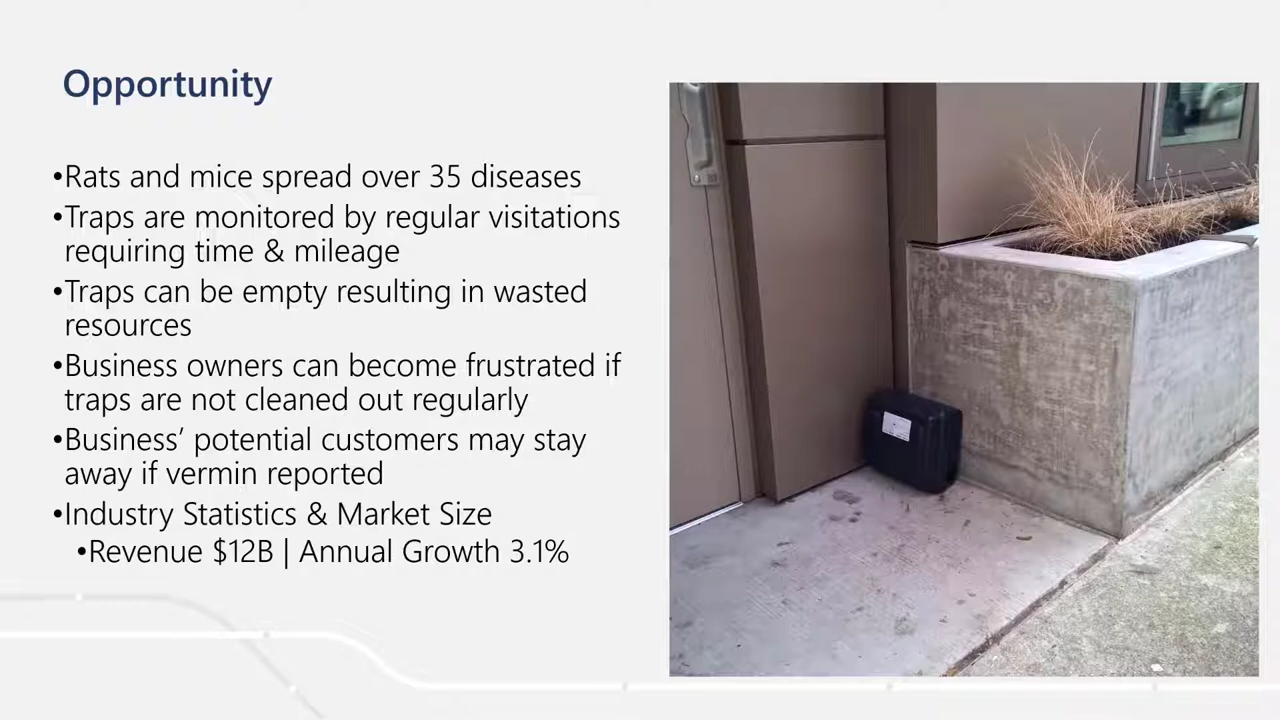 Opportunity
•Rats and mice spread over 35 diseases
•Traps are monitored by regular visitations
requiring time & mileage
•Traps can be empty resulting in wasted
resources
•Business owners can become frustrated if
traps are not cleaned out regularly
•Business’ potential customers may stay
away if vermin reported
•Industry Statistics & Market Size
•Revenue $12B | Annual Growth 3.1%